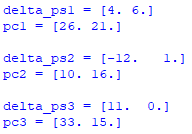 delta_ps1 = [4. 6.]
pc1 = [26. 21.]
delta_ps2 = [-12.   1.]
pc2 = [10. 16.]
delta_ps3 = [11.  0.]
pc3 = [33. 15.]